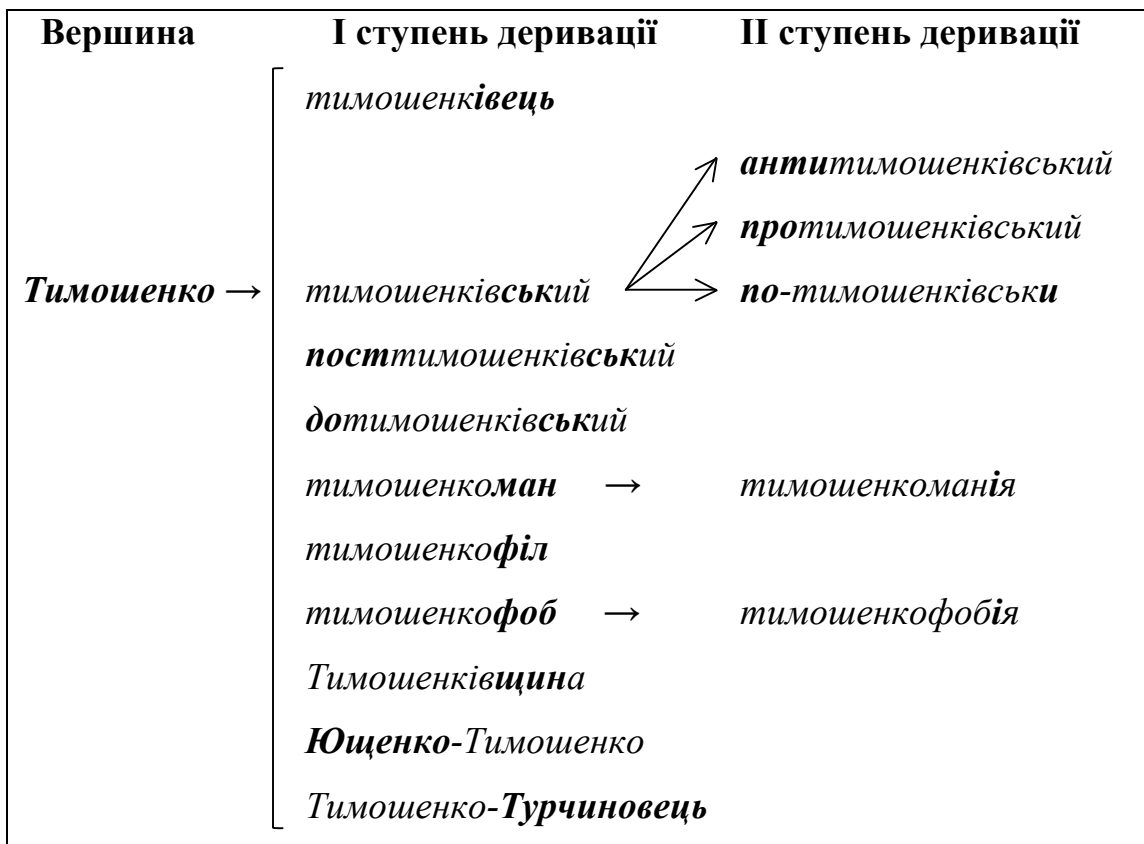 Вершина І ступень деривації ІІ ступень деривації
тимошенківець
антитимошенківський
протимошенківський
Тимошенко → тимошенківський по-тимошенківськи
посттимошенківський
дотимошенківський
тимошенкоман → тимошенкоманія
тимошенкофіл
тимошенкофоб → тимошенкофобія
Тимошенківщина
Ющенко-Тимошенко
Тимошенко-Турчиновець